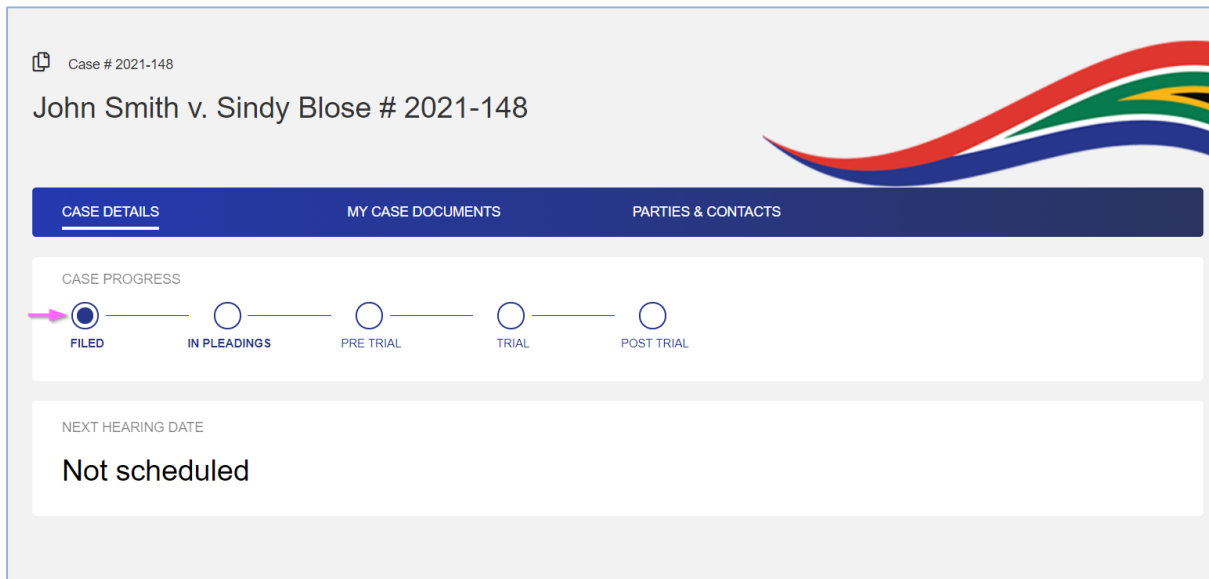 Case # 2021-148
John Smith v. Sindy Blose # 2021-148
CASE DETAILS MY CASE DOCUMENTS PARTIES & CONTACTS
CASE PROGRESS
FILED IN PLEADINGS PRE TRIAL TRIAL POST TRIAL
NEXT HEARING DATE
Not scheduled